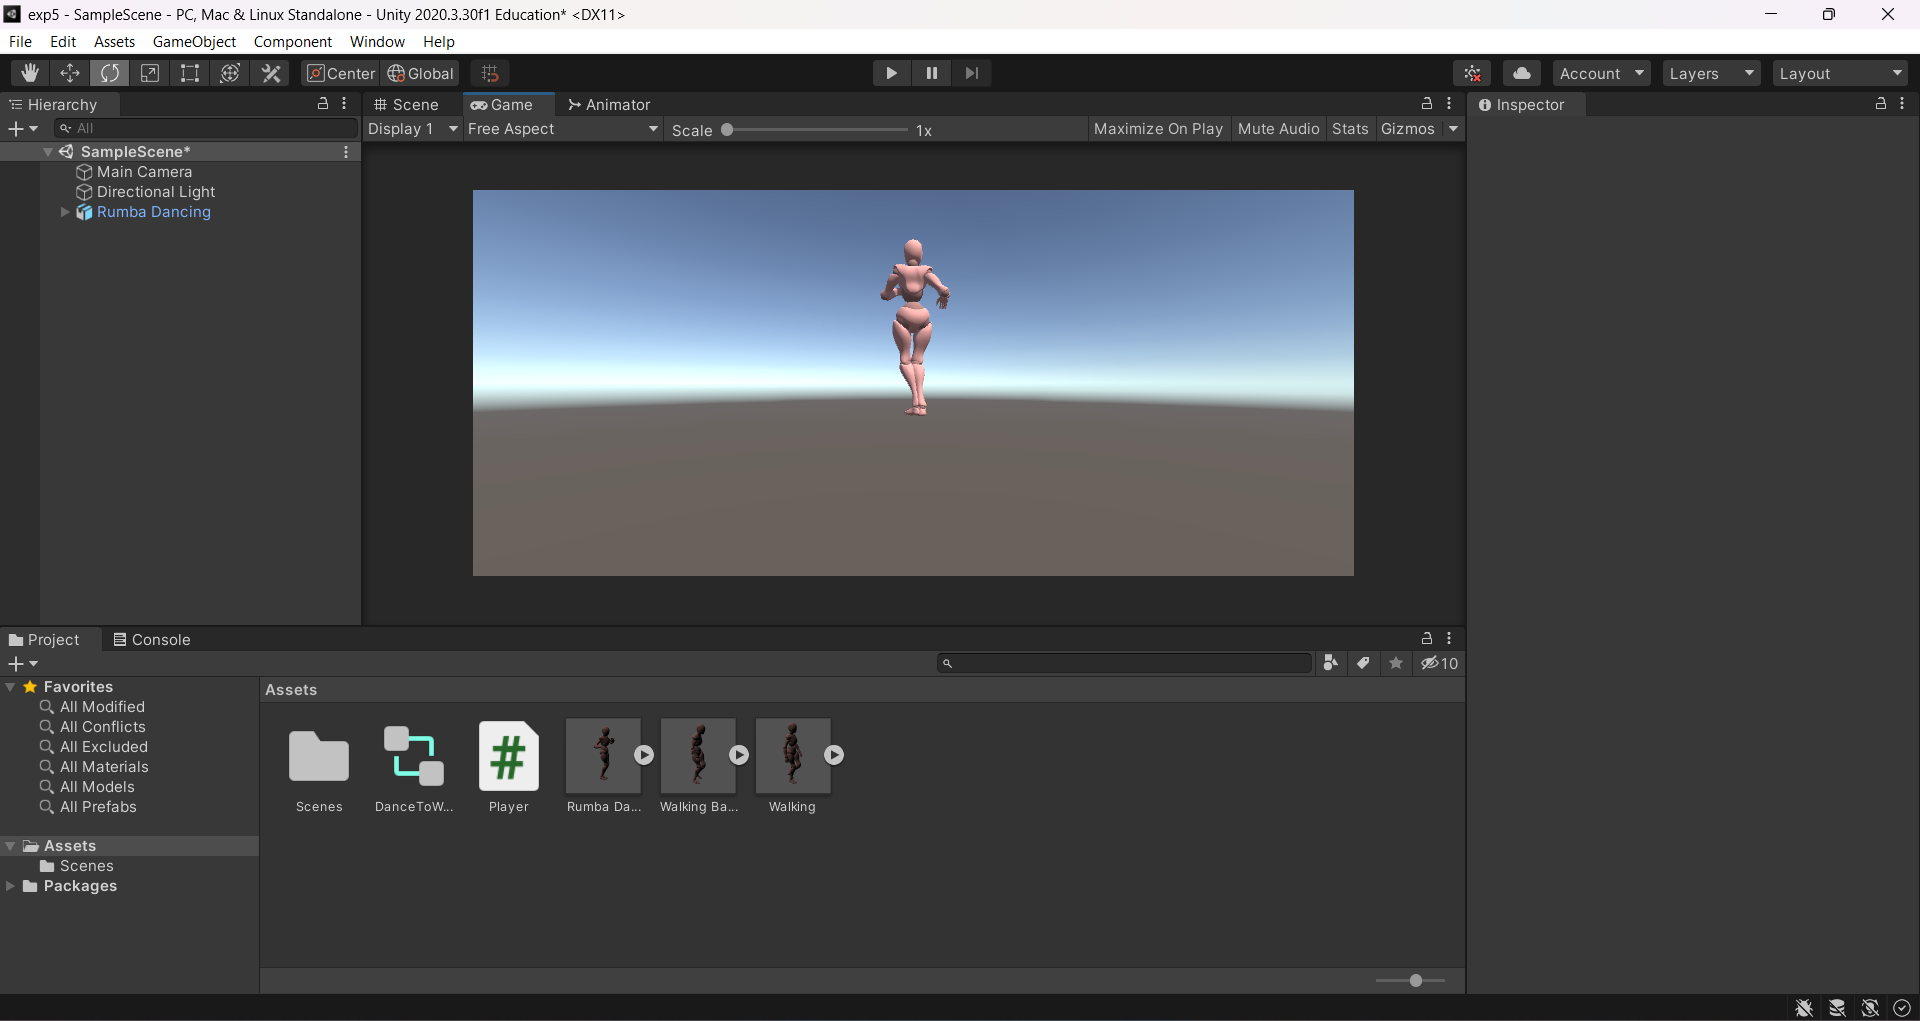 exp5 - SampleScene - PC, Mac & Linux Standalone - Unity 2020.3.30f1 Education* <DX11>
File Edit Assets GameObject Component Window Help
Center Global Account Layers Layout
Hierarchy
All
SampleScene*
Main Camera
Directional Light
Rumba Dancing
Scene Game Animator
Display 1 Free Aspect Scale 1x Maximize On Play Mute Audio Stats Gizmos
Inspector
Project Console
10
Favorites
All Modified
All Conflicts
All Excluded
All Materials
All Models
All Prefabs
Assets
Scenes
Packages
Assets
Scenes DanceToW... Player Rumba Da... Walking Ba... Walking